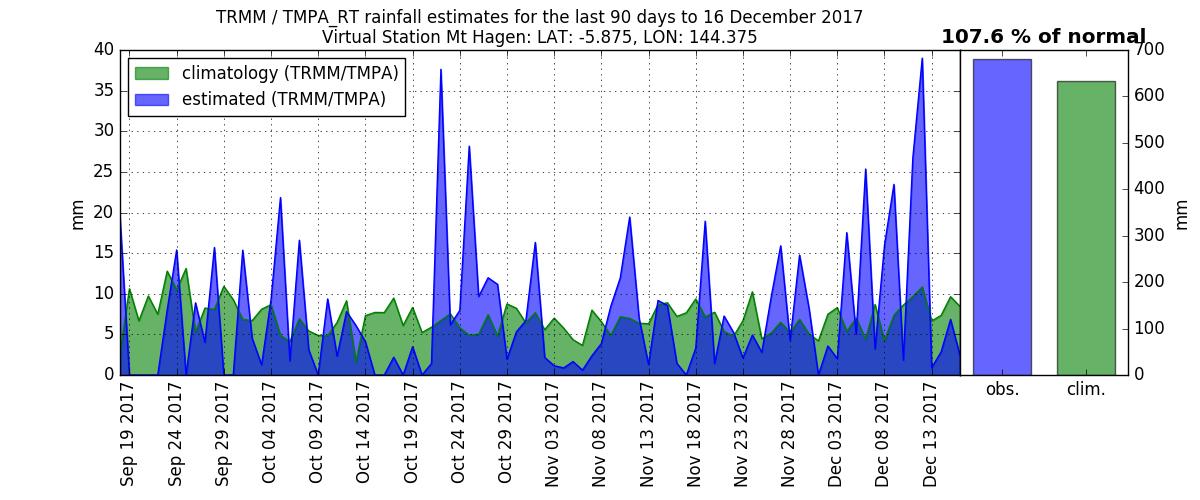 TRMM / TMPA_RT rainfall estimates for the last 90 days to 16 December 2017
Virtual Station Mt Hagen: LAT: -5.875, LON: 144.375
107.6 % of normal
climatology (TRMM/TMPA)
estimated (TRMM/TMPA)
40
35
30
25
20
15
10
5
0
mm
Sep 19 2017
Sep 24 2017
Sep 29 2017
Oct 04 2017
Oct 09 2017
Oct 14 2017
Oct 19 2017
Oct 24 2017
Oct 29 2017
Nov 03 2017
Nov 08 2017
Nov 13 2017
Nov 18 2017
Nov 23 2017
Nov 28 2017
Dec 03 2017
Dec 08 2017
Dec 13 2017
obs.
clim.
700
600
500
400
300
200
100
0
mm